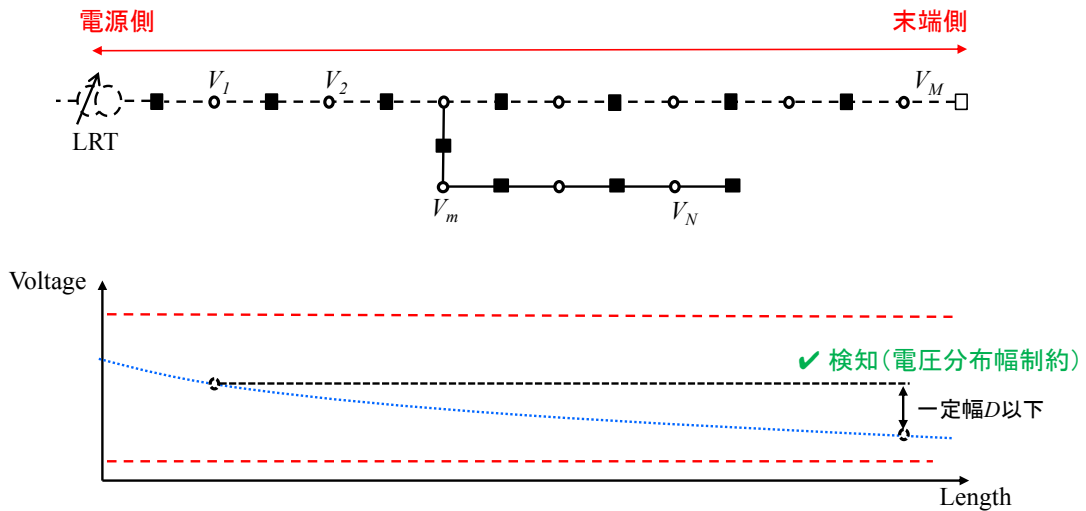 電源側
末端側
V1
V2
VM
LRT
Vm
VN
Voltage
✔ 検知(電圧分布幅制約)
一定幅D以下
Length